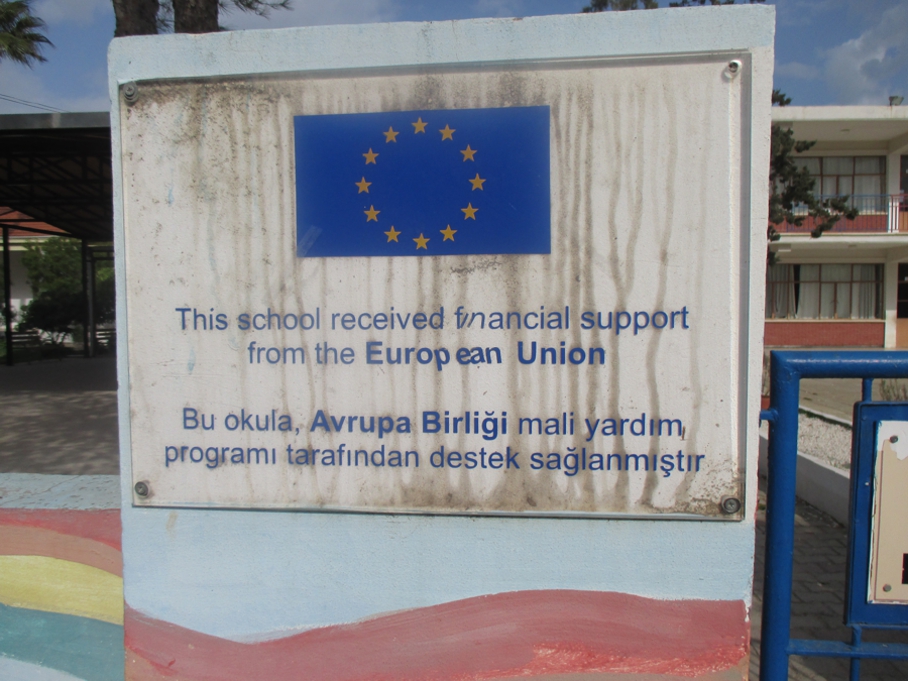 This school received financial support
from the European Union
Bu okula, Avrupa Birliği mali yardım
programı tarafından destek sağlanmıştır